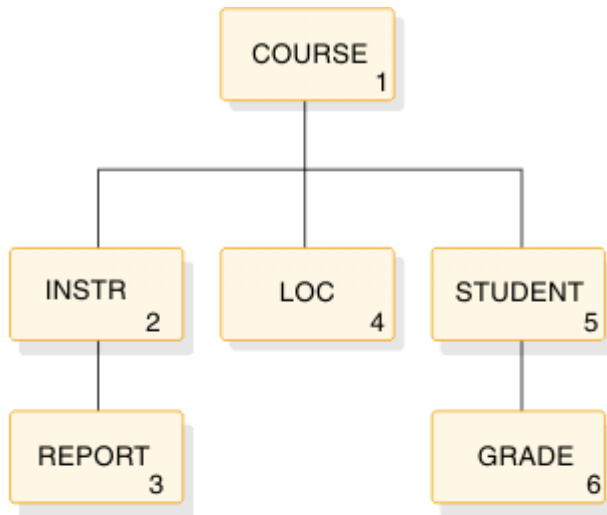 COURSE
1
INSTR
2
LOC
4
STUDENT
5
REPORT
3
GRADE
6